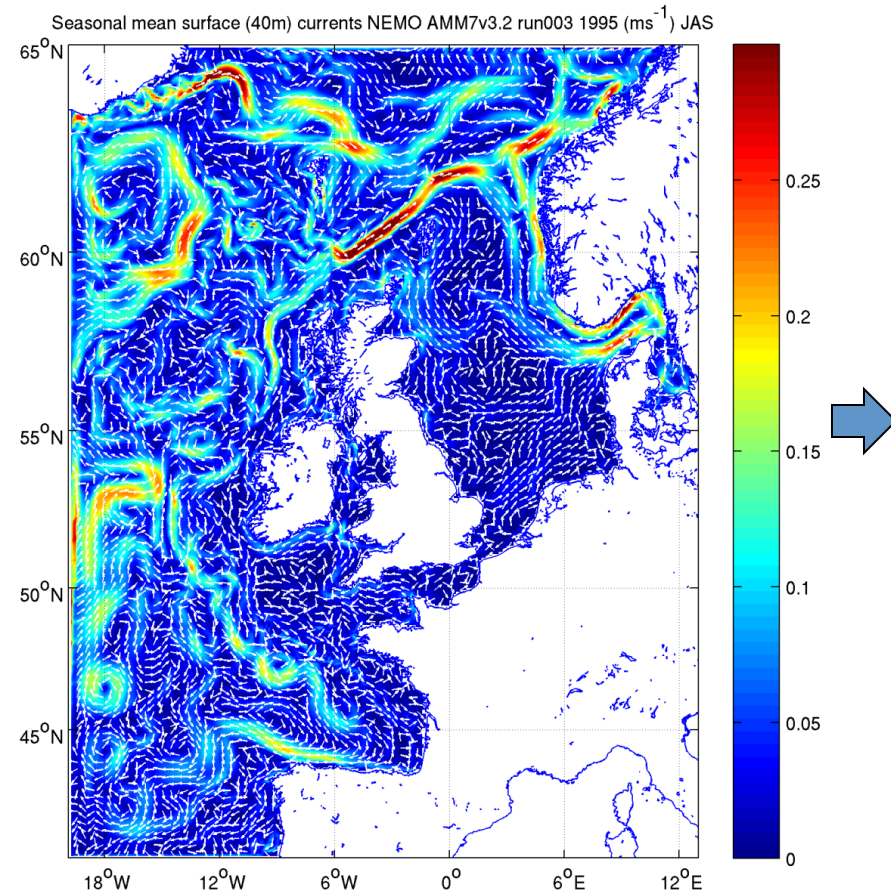 Seasonal mean surface (40m) currents NEMO AMM7v3.2 run003 1995 (ms⁻¹) JAS
65°N
60°N
55°N
50°N
45°N
18°W 12°W 6°W 0° 6°E 12°E
0.25
0.2
0.15
0.1
0.05
0